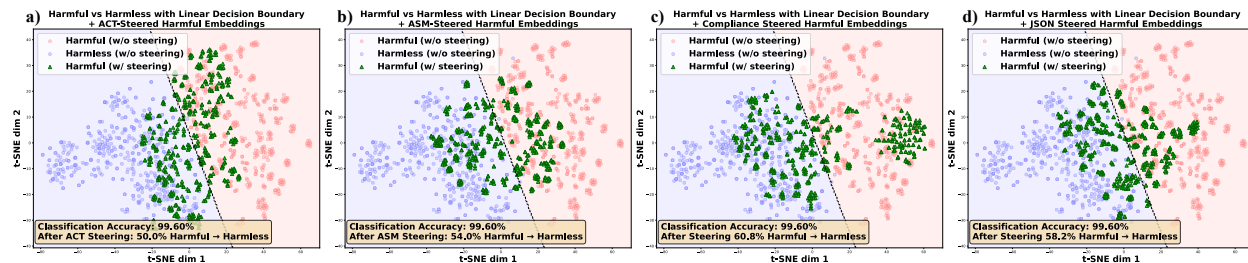 a) Harmful vs Harmless with Linear Decision Boundary
+ ACT-Steered Harmful Embeddings
Harmful (w/o steering)
Harmless (w/o steering)
Harmful (w/ steering)
t-SNE dim 2
Classification Accuracy: 99.60%
After ACT Steering: 50.0% Harmful → Harmless
t-SNE dim 1
b) Harmful vs Harmless with Linear Decision Boundary
+ ASM-Steered Harmful Embeddings
Harmful (w/o steering)
Harmless (w/o steering)
Harmful (w/ steering)
t-SNE dim 2
Classification Accuracy: 99.60%
After ASM Steering: 54.0% Harmful → Harmless
t-SNE dim 1
c) Harmful vs Harmless with Linear Decision Boundary
+ Compliance Steered Harmful Embeddings
Harmful (w/o steering)
Harmless (w/o steering)
Harmful (w/ steering)
t-SNE dim 2
Classification Accuracy: 99.60%
After Steering 60.8% Harmful → Harmless
t-SNE dim 1
d) Harmful vs Harmless with Linear Decision Boundary
+ JSON Steered Harmful Embeddings
Harmful (w/o steering)
Harmless (w/o steering)
Harmful (w/ steering)
t-SNE dim 2
Classification Accuracy: 99.60%
After Steering 58.2% Harmful → Harmless
t-SNE dim 1